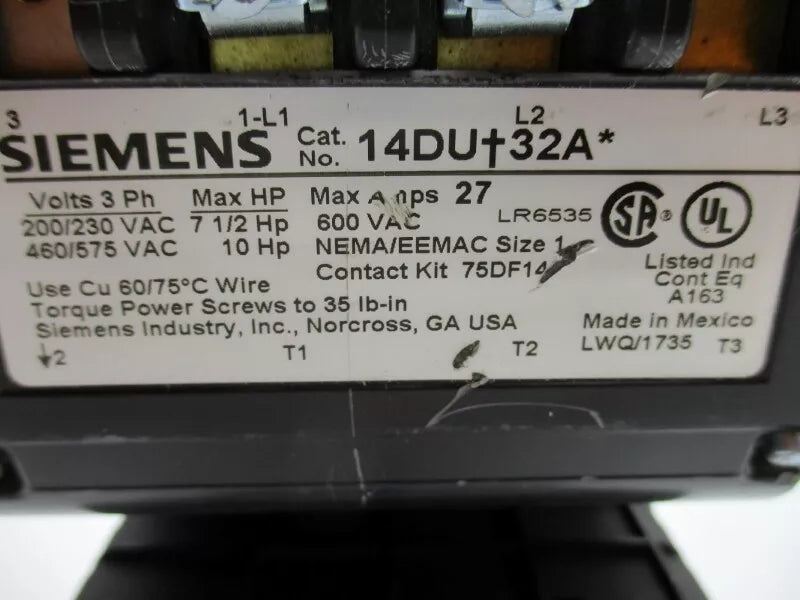 3 1-L1 L2 L3
SIEMENS Cat. No. 14DU†32A*
Volts 3 Ph Max HP Max Amps 27
200/230 VAC 7 1/2 Hp 600 VAC LR6535 SA ® UL
460/575 VAC 10 Hp NEMA/EEMAC Size 1
Contact Kit 75DF14 Listed Ind
Cont Eq
A163
Use Cu 60/75°C Wire
Torque Power Screws to 35 lb-in
Siemens Industry, Inc., Norcross, GA USA Made in Mexico
2 T1 T2 LWQ/1735 T3